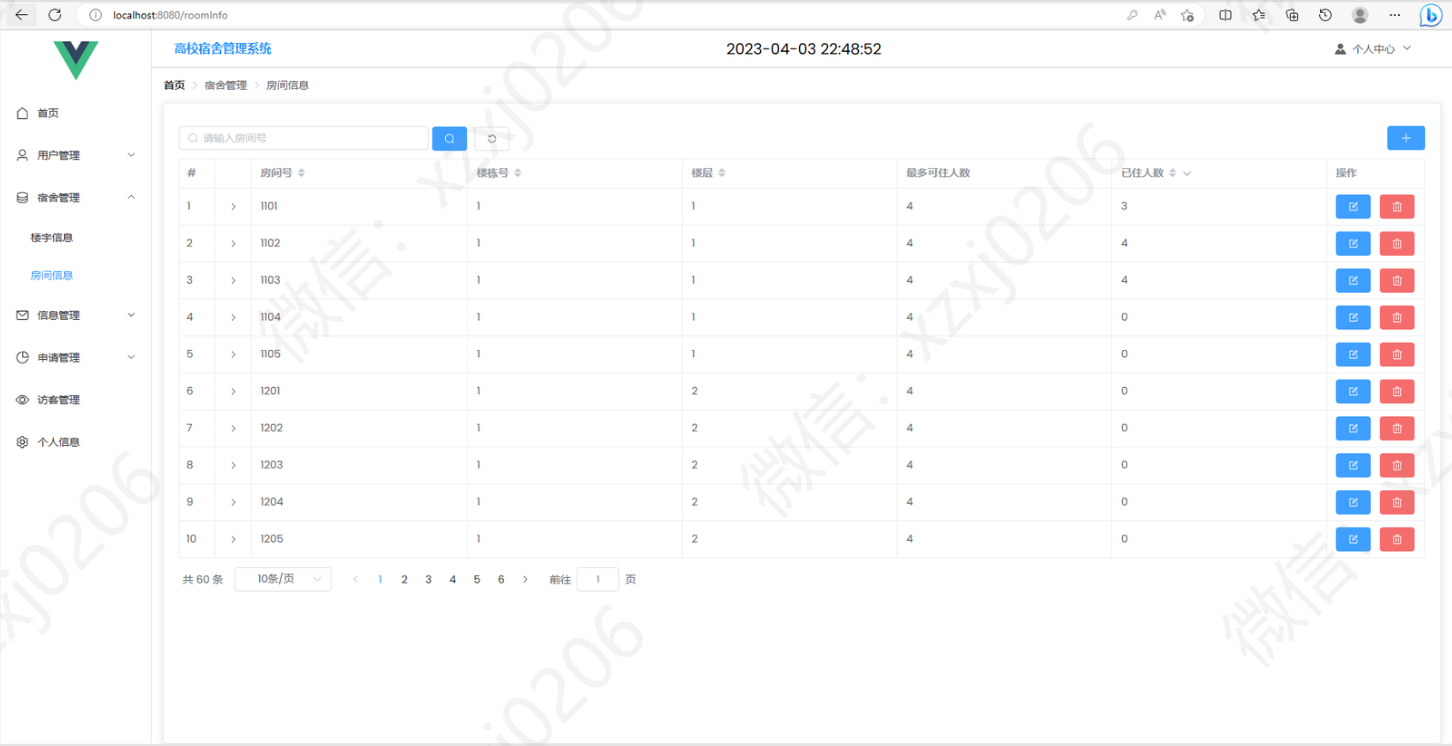 localhost:8080/roomInfo
高校宿舍管理系统 2023-04-03 22:48:52 个人中心
首页 宿舍管理 房间信息
首页
用户管理
宿舍管理
楼宇信息
房间信息
信息管理
申请管理
访客管理
个人信息
请输入房间号
# 房间号 楼栋号 楼层 最多可住人数 已住人数 操作
1 1101 1 1 4 3
2 1102 1 1 4 4
3 1103 1 1 4 4
4 1104 1 1 4 0
5 1105 1 1 4 0
6 1201 1 2 4 0
7 1202 1 2 4 0
8 1203 1 2 4 0
9 1204 1 2 4 0
10 1205 1 2 4 0
共 60 条 10条/页 1 2 3 4 5 6 前往 1 页
微信：xzxj0206
微信：xzxj0206
微信：
xzxj0206